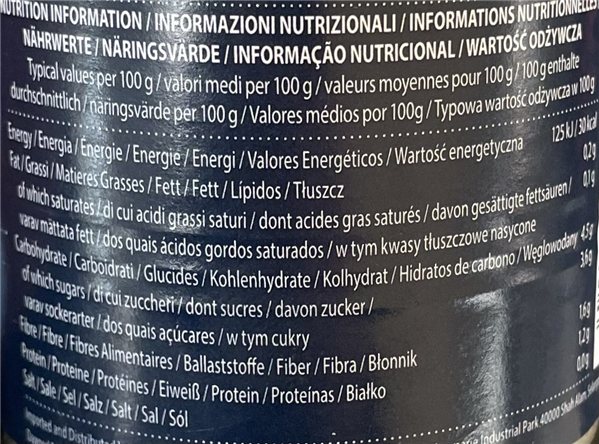 NUTRITION INFORMATION / INFORMAZIONI NUTRIZIONALI / INFORMATIONS NUTRITIONNELLES
NÄHRWERTE / NÄRINGSVÄRDE / INFORMAÇÃO NUTRICIONAL / WARTOŚĆ ODŻYWCZA
Typical values per 100 g / valori medi per 100 g / valeurs moyennes pour 100 g / 100 g enthalte
durchschnittlich / näringsvärde per 100 g / Valores médios por 100g / Typowa wartość odżywcza w 100 g
Energy / Energia / Énergie / Energie / Energi / Valores Energéticos / Wartość energetyczna 125 kJ / 30 kcal
Fat / Grassi / Matières Grasses / Fett / Fett / Lípidos / Tłuszcz 0,2g
of which saturates / di cui acidi grassi saturi / dont acides gras saturés / davon gesättigte fettsäuren / 0,1g
varav mättata fett / dos quais ácidos gordos saturados / w tym kwasy tłuszczowe nasycone
Carbohydrate / Carboidrati / Glucides / Kohlenhydrate / Kolhydrat / Hidratos de carbono / Węglowodany 4,5g
of which sugars / di cui zuccheri / dont sucres / davon zucker / 3,6g
varav sockerarter / dos quais açúcares / w tym cukry
Fibre / Fibre / Fibres Alimentaires / Ballaststoffe / Fiber / Fibra / Błonnik 1,6g
Protein / Proteine / Protéines / Eiweiß / Protein / Proteínas / Białko 1,2g
Salt / Sale / Sel / Salz / Salt / Sal / Sól 0,0g
Imported and Distributed Industrial Park 40000 Shah Alam,